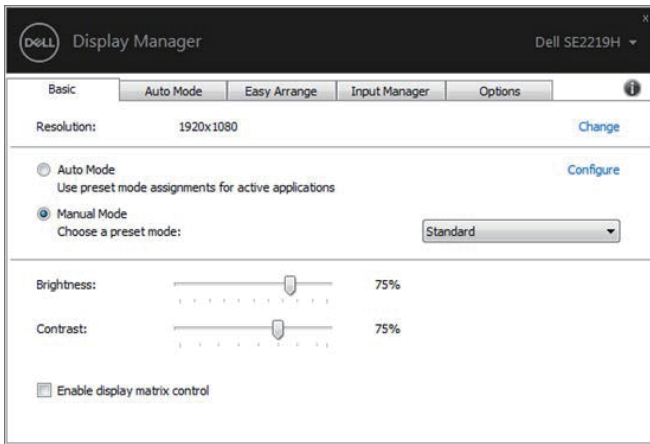 DELL Display Manager
Dell SE2219H
Basic Auto Mode Easy Arrange Input Manager Options
Resolution: 1920x1080 Change
Auto Mode Configure
Use preset mode assignments for active applications
Manual Mode
Choose a preset mode: Standard
Brightness: 75%
Contrast: 75%
Enable display matrix control